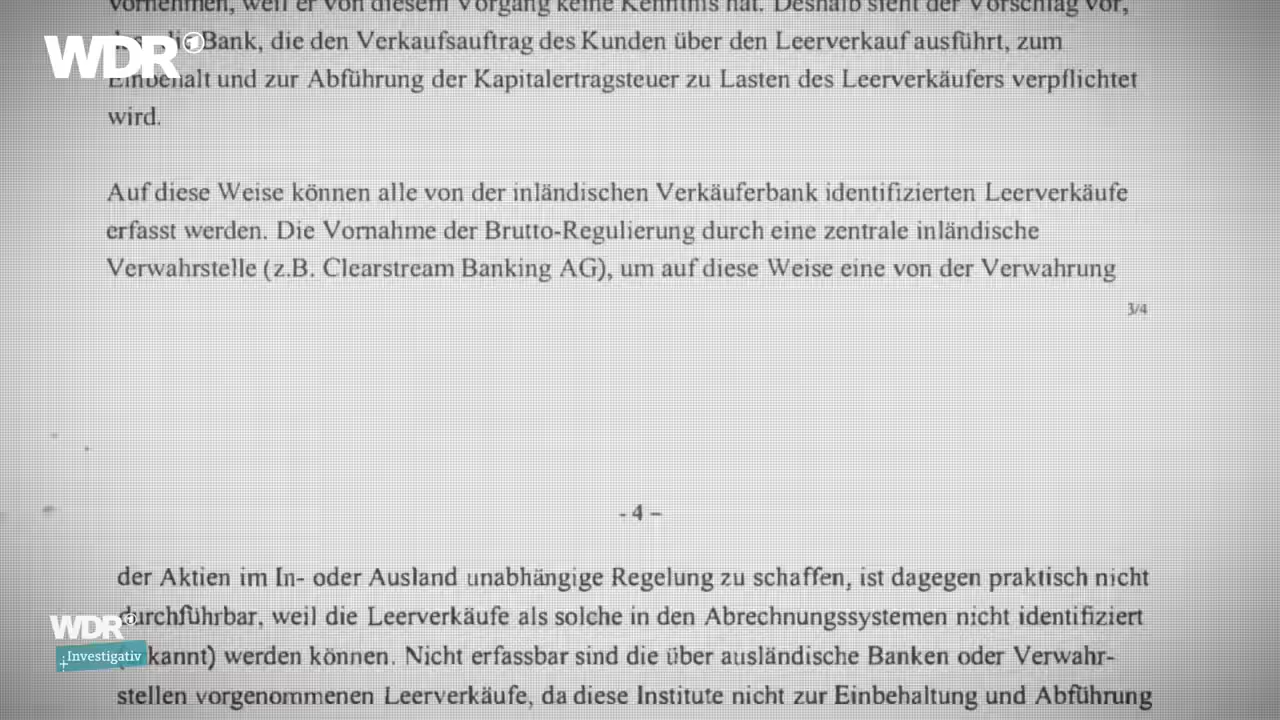 vornehmen, weil er von diesem Vorgang keine Kenntnis hat. Deshalb sieht der Vorschlag vor,
WDR
die Bank, die den Verkaufsauftrag des Kunden über den Leerverkauf ausführt, zum
Einbehalt und zur Abführung der Kapitalertragsteuer zu Lasten des Leerverkäufers verpflichtet
wird.
Auf diese Weise können alle von der inländischen Verkäuferbank identifizierten Leerverkäufe
erfasst werden. Die Vornahme der Brutto-Regulierung durch eine zentrale inländische
Verwahrstelle (z.B. Clearstream Banking AG), um auf diese Weise eine von der Verwahrung
3/4
- 4 –
der Aktien im In- oder Ausland unabhängige Regelung zu schaffen, ist dagegen praktisch nicht
durchführbar, weil die Leerverkäufe als solche in den Abrechnungssystemen nicht identifiziert
WDR
Investigativ
kannt) werden können. Nicht erfassbar sind die über ausländische Banken oder Verwahr-
stellen vorgenommenen Leerverkäufe, da diese Institute nicht zur Einbehaltung und Abführung